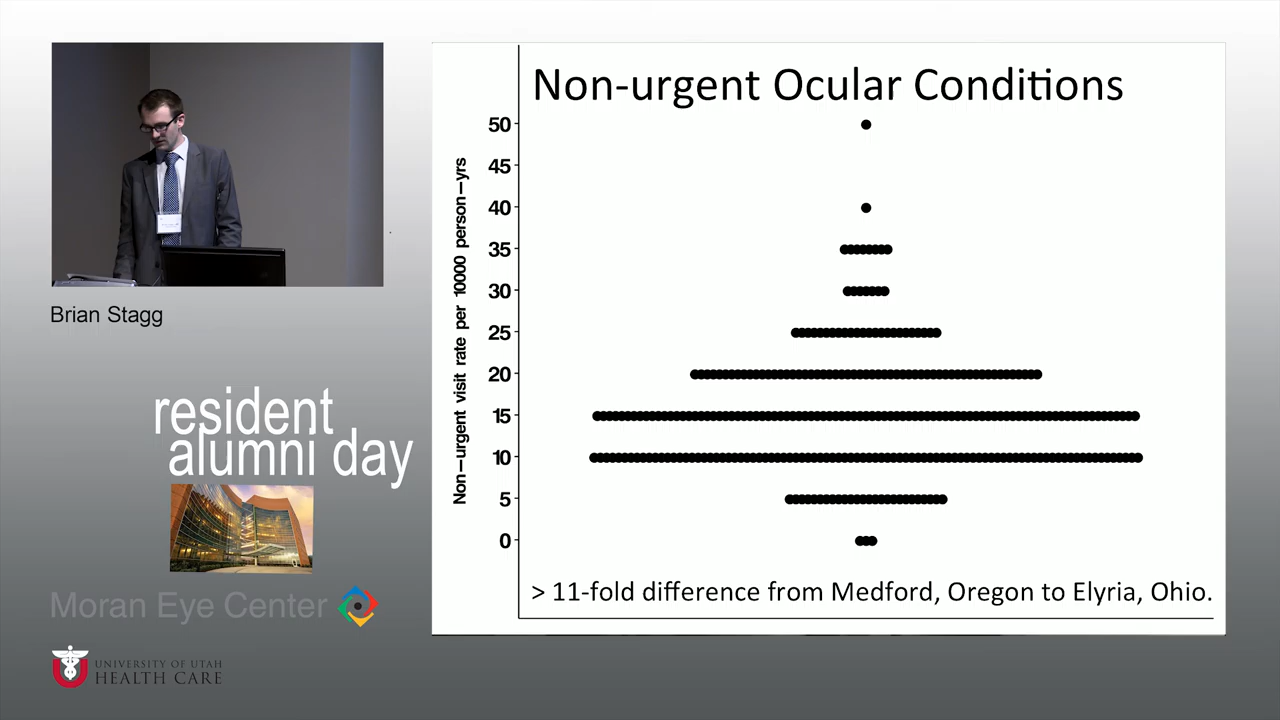 Brian Stagg
resident
alumni day
Moran Eye Center
UNIVERSITY OF UTAH
HEALTH CARE
Non-urgent Ocular Conditions
Non-urgent visit rate per 10000 person-yrs
50
45
40
35
30
25
20
15
10
5
0
> 11-fold difference from Medford, Oregon to Elyria, Ohio.